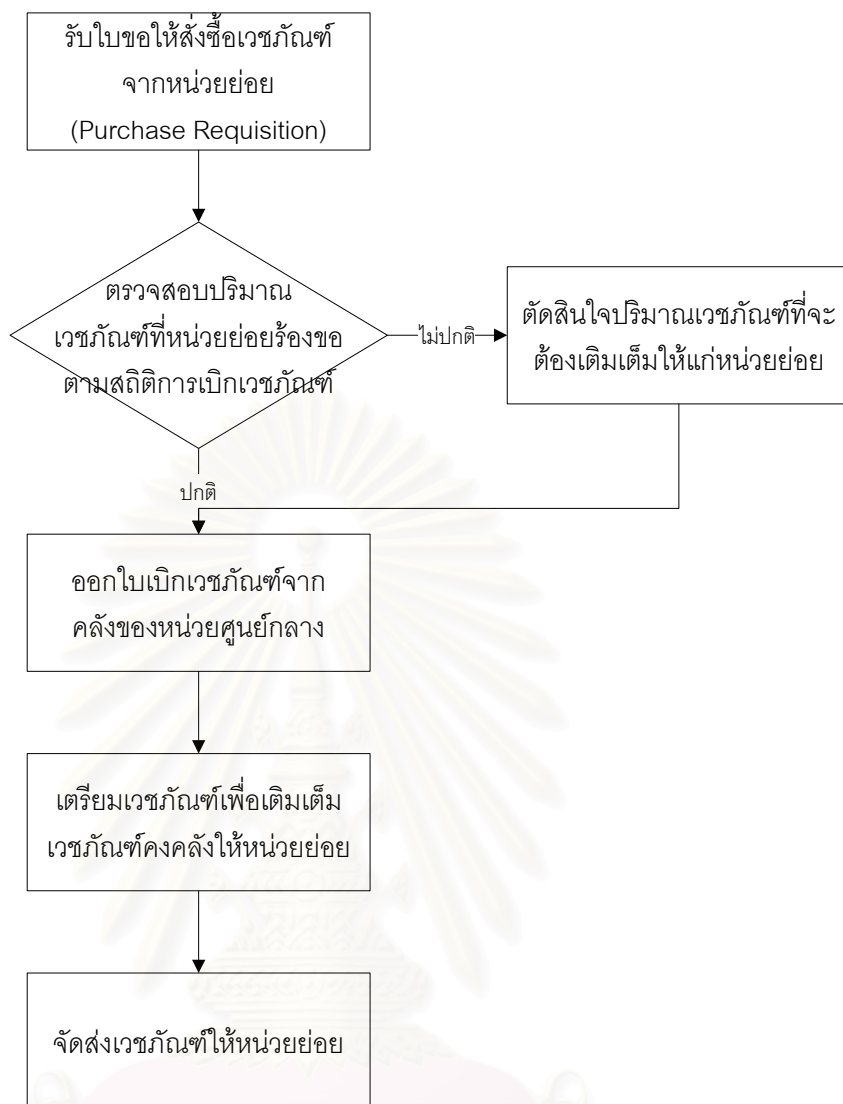 รับใบขอให้สั่งซื้อเวชภัณฑ์
จากหน่วยย่อย
(Purchase Requisition)
ตรวจสอบปริมาณ
เวชภัณฑ์ที่หน่วยย่อยร้องขอ
ตามสถิติการเบิกเวชภัณฑ์
ไม่ปกติ
ตัดสินใจปริมาณเวชภัณฑ์ที่จะ
ต้องเติมเต็มให้แก่หน่วยย่อย
ปกติ
ออกใบเบิกเวชภัณฑ์จาก
คลังของหน่วยศูนย์กลาง
เตรียมเวชภัณฑ์เพื่อเติมเต็ม
เวชภัณฑ์คงคลังให้หน่วยย่อย
จัดส่งเวชภัณฑ์ให้หน่วยย่อย